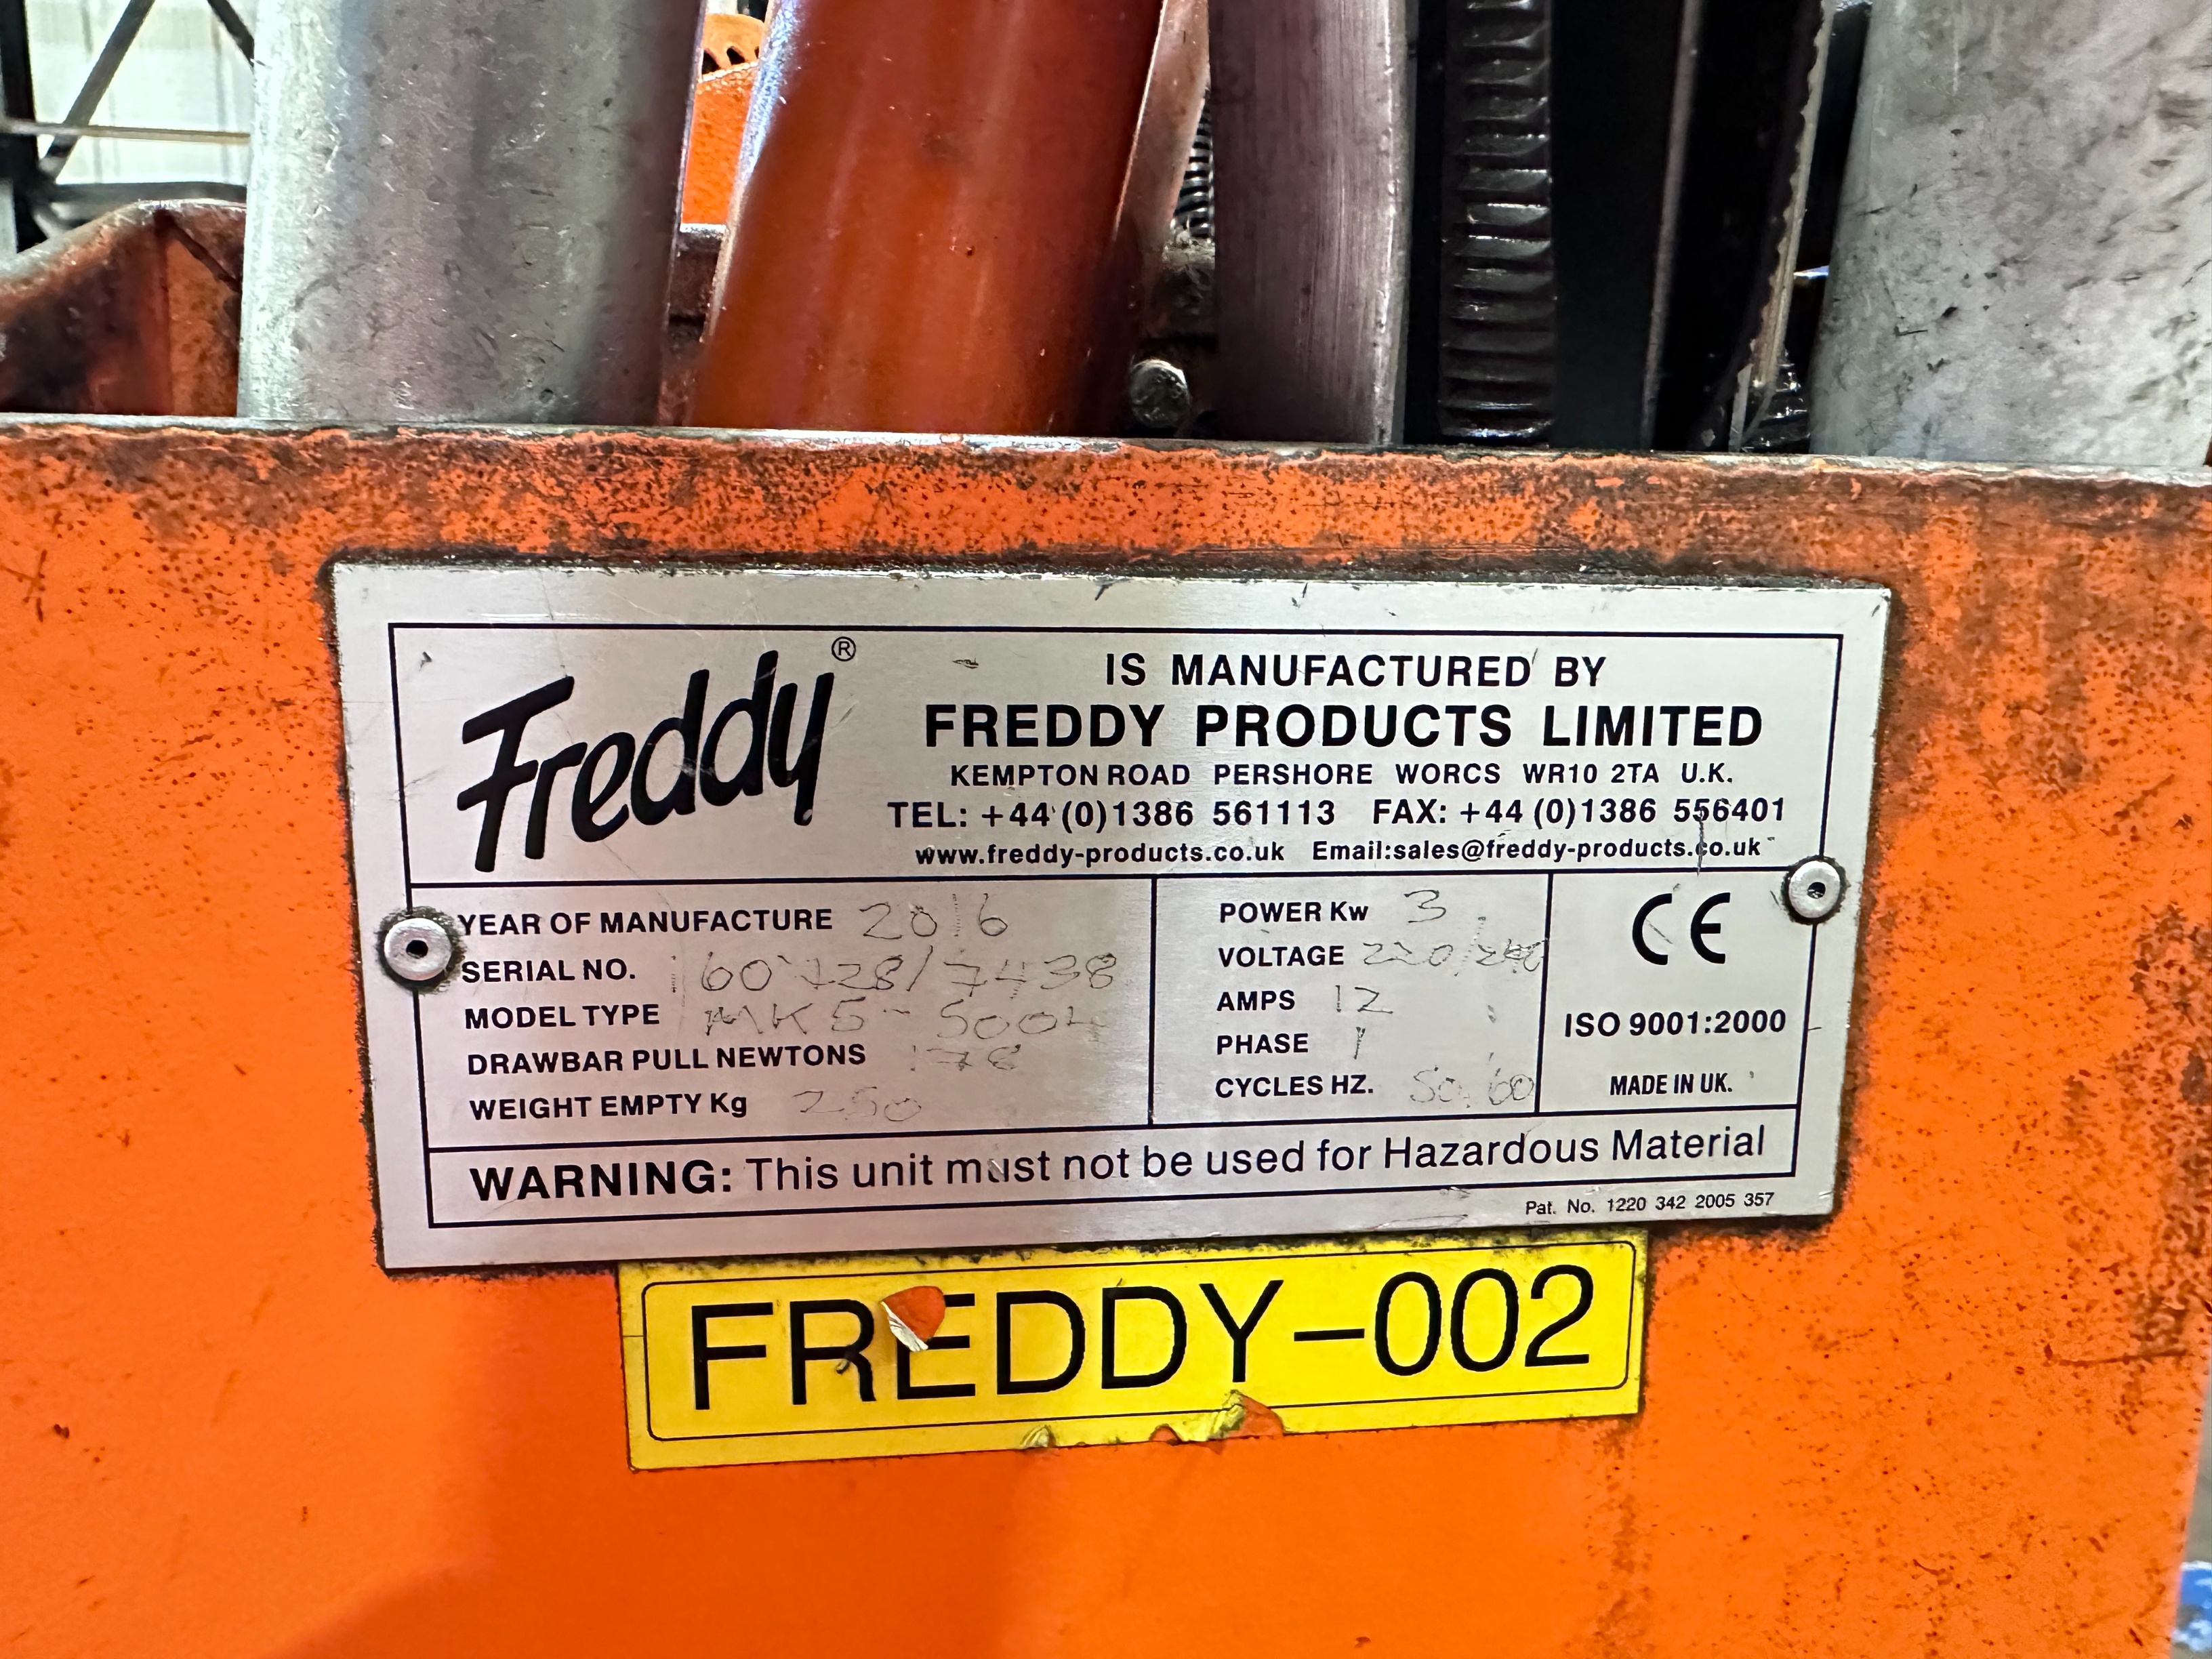 Freddy®
IS MANUFACTURED BY
FREDDY PRODUCTS LIMITED
KEMPTON ROAD PERSHORE WORCS WR10 2TA U.K.
TEL: +44 (0)1386 561113 FAX: +44 (0)1386 556401
www.freddy-products.co.uk Email:sales@freddy-products.co.uk
YEAR OF MANUFACTURE 2016
SERIAL NO.
MODEL TYPE MK5-500L
DRAWBAR PULL NEWTONS 178
WEIGHT EMPTY Kg 250
POWER Kw 3
VOLTAGE 220/240
AMPS 12
PHASE 1
CYCLES HZ. 50/60
CE
ISO 9001:2000
MADE IN UK.
WARNING: This unit must not be used for Hazardous Material
Pat. No. 1220 342 2005 357
FREDDY-002